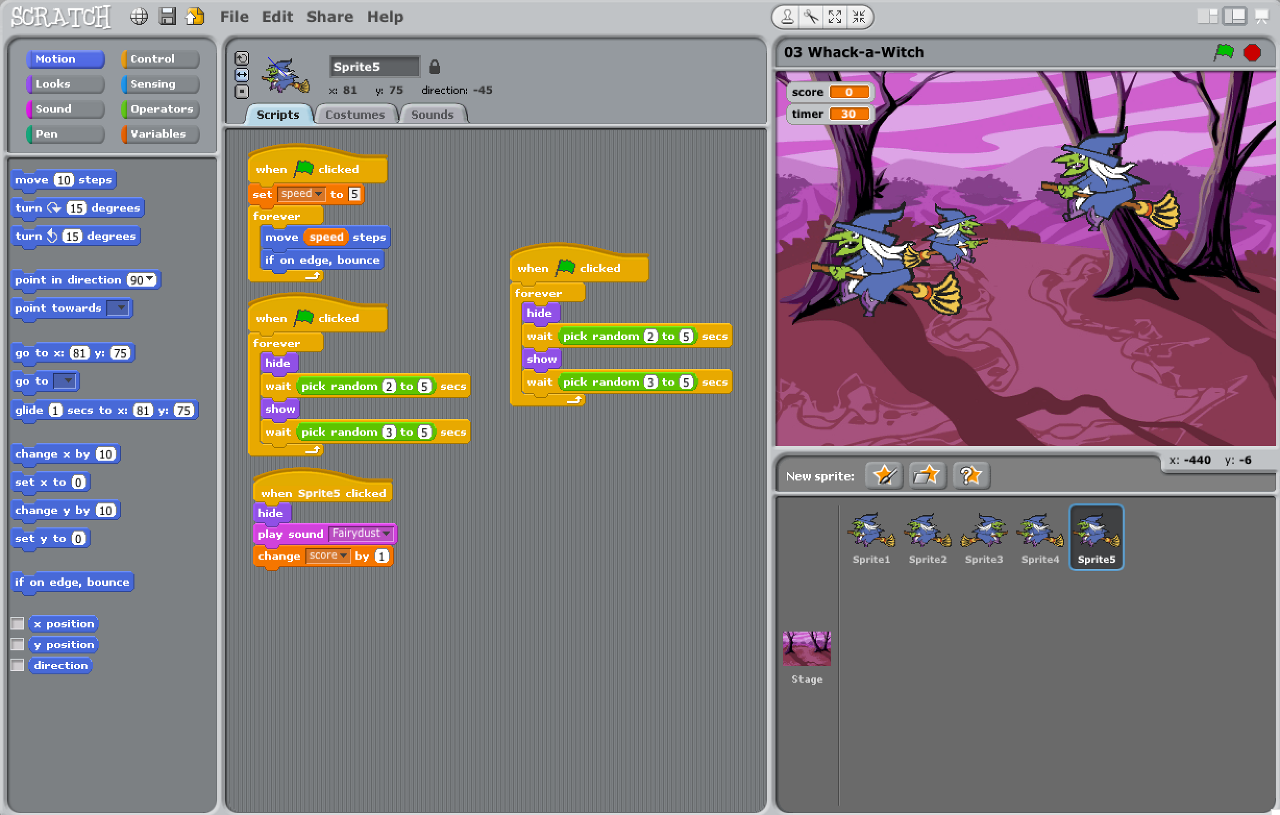 SCRATCH File Edit Share Help
Motion Control
Looks Sensing
Sound Operators
Pen Variables
move 10 steps
turn 15 degrees
turn 15 degrees
point in direction 90
point towards
go to x: 81 y: 75
go to
glide 1 secs to x: 81 y: 75
change x by 10
set x to 0
change y by 10
set y to 0
if on edge, bounce
x position
y position
direction
Sprite5
x: 81 y: 75 direction: -45
Scripts Costumes Sounds
when clicked
set speed to 5
forever
move speed steps
if on edge, bounce
when clicked
forever
hide
wait pick random 2 to 5 secs
show
wait pick random 3 to 5 secs
when Sprite5 clicked
hide
play sound Fairydust
change score by 1
when clicked
forever
hide
wait pick random 2 to 5 secs
show
wait pick random 3 to 5 secs
03 Whack-a-Witch
score 0
timer 30
x: -440 y: -6
New sprite:
Sprite1 Sprite2 Sprite3 Sprite4 Sprite5
Stage